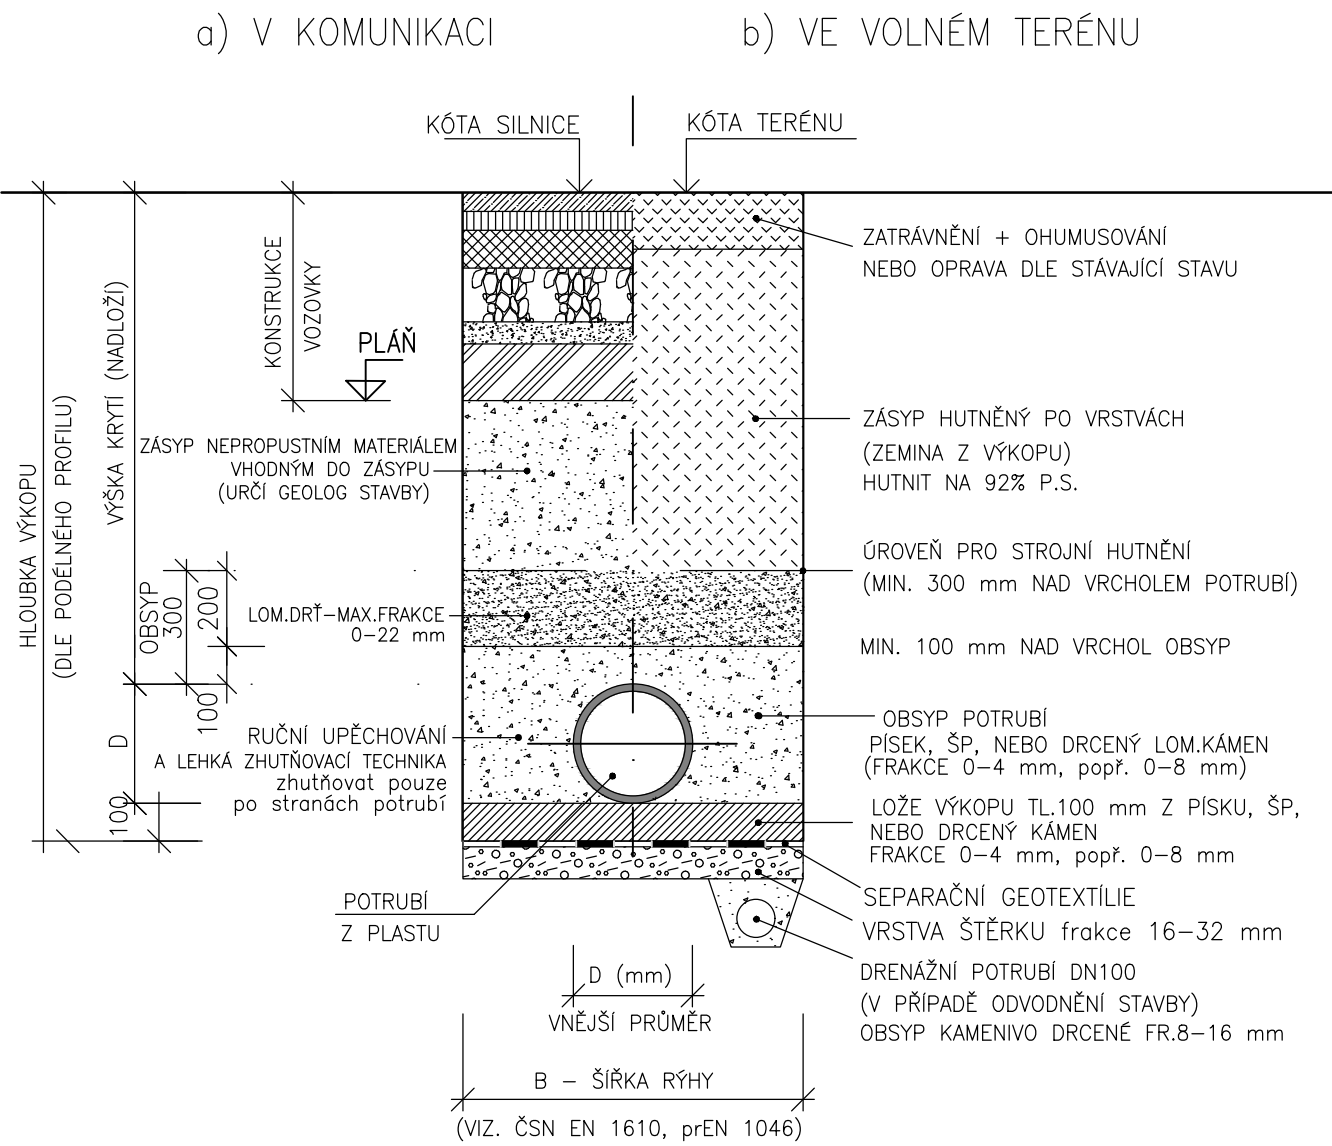 a) V KOMUNIKACI
b) VE VOLNÉM TERÉNU
KÓTA SILNICE
KÓTA TERÉNU
HLOUBKA VÝKOPU
(DLE PODÉLNÉHO PROFILU)
VÝŠKA KRYTÍ (NADLOŽÍ)
KONSTRUKCE
VOZOVKY
PLÁŇ
ZÁSYP NEPROPUSTNÍM MATERIÁLEM
VHODNÝM DO ZÁSYPU
(URČÍ GEOLOG STAVBY)
OBSYP
300
200
100
D
100
LOM.DRŤ-MAX.FRAKCE
0-22 mm
RUČNÍ UPĚCHOVÁNÍ
A LEHKÁ ZHUTŇOVACÍ TECHNIKA
zhutňovat pouze
po stranách potrubí
POTRUBÍ
Z PLASTU
ZATRÁVNĚNÍ + OHUMUSOVÁNÍ
NEBO OPRAVA DLE STÁVAJÍCÍ STAVU
ZÁSYP HUTNĚNÝ PO VRSTVÁCH
(ZEMINA Z VÝKOPU)
HUTNIT NA 92% P.S.
ÚROVEŇ PRO STROJNÍ HUTNĚNÍ
(MIN. 300 mm NAD VRCHOLEM POTRUBÍ)
MIN. 100 mm NAD VRCHOL OBSYP
OBSYP POTRUBÍ
PÍSEK, ŠP, NEBO DRCENÝ LOM.KÁMEN
(FRAKCE 0-4 mm, popř. 0-8 mm)
LOŽE VÝKOPU TL.100 mm Z PÍSKU, ŠP,
NEBO DRCENÝ KÁMEN
FRAKCE 0-4 mm, popř. 0-8 mm
SEPARAČNÍ GEOTEXTÍLIE
VRSTVA ŠTĚRKU frakce 16-32 mm
DRENÁŽNÍ POTRUBÍ DN100
(V PŘÍPADĚ ODVODNĚNÍ STAVBY)
OBSYP KAMENIVO DRCENÉ FR.8-16 mm
D (mm)
VNĚJŠÍ PRŮMĚR
B - ŠÍŘKA RÝHY
(VIZ. ČSN EN 1610, prEN 1046)